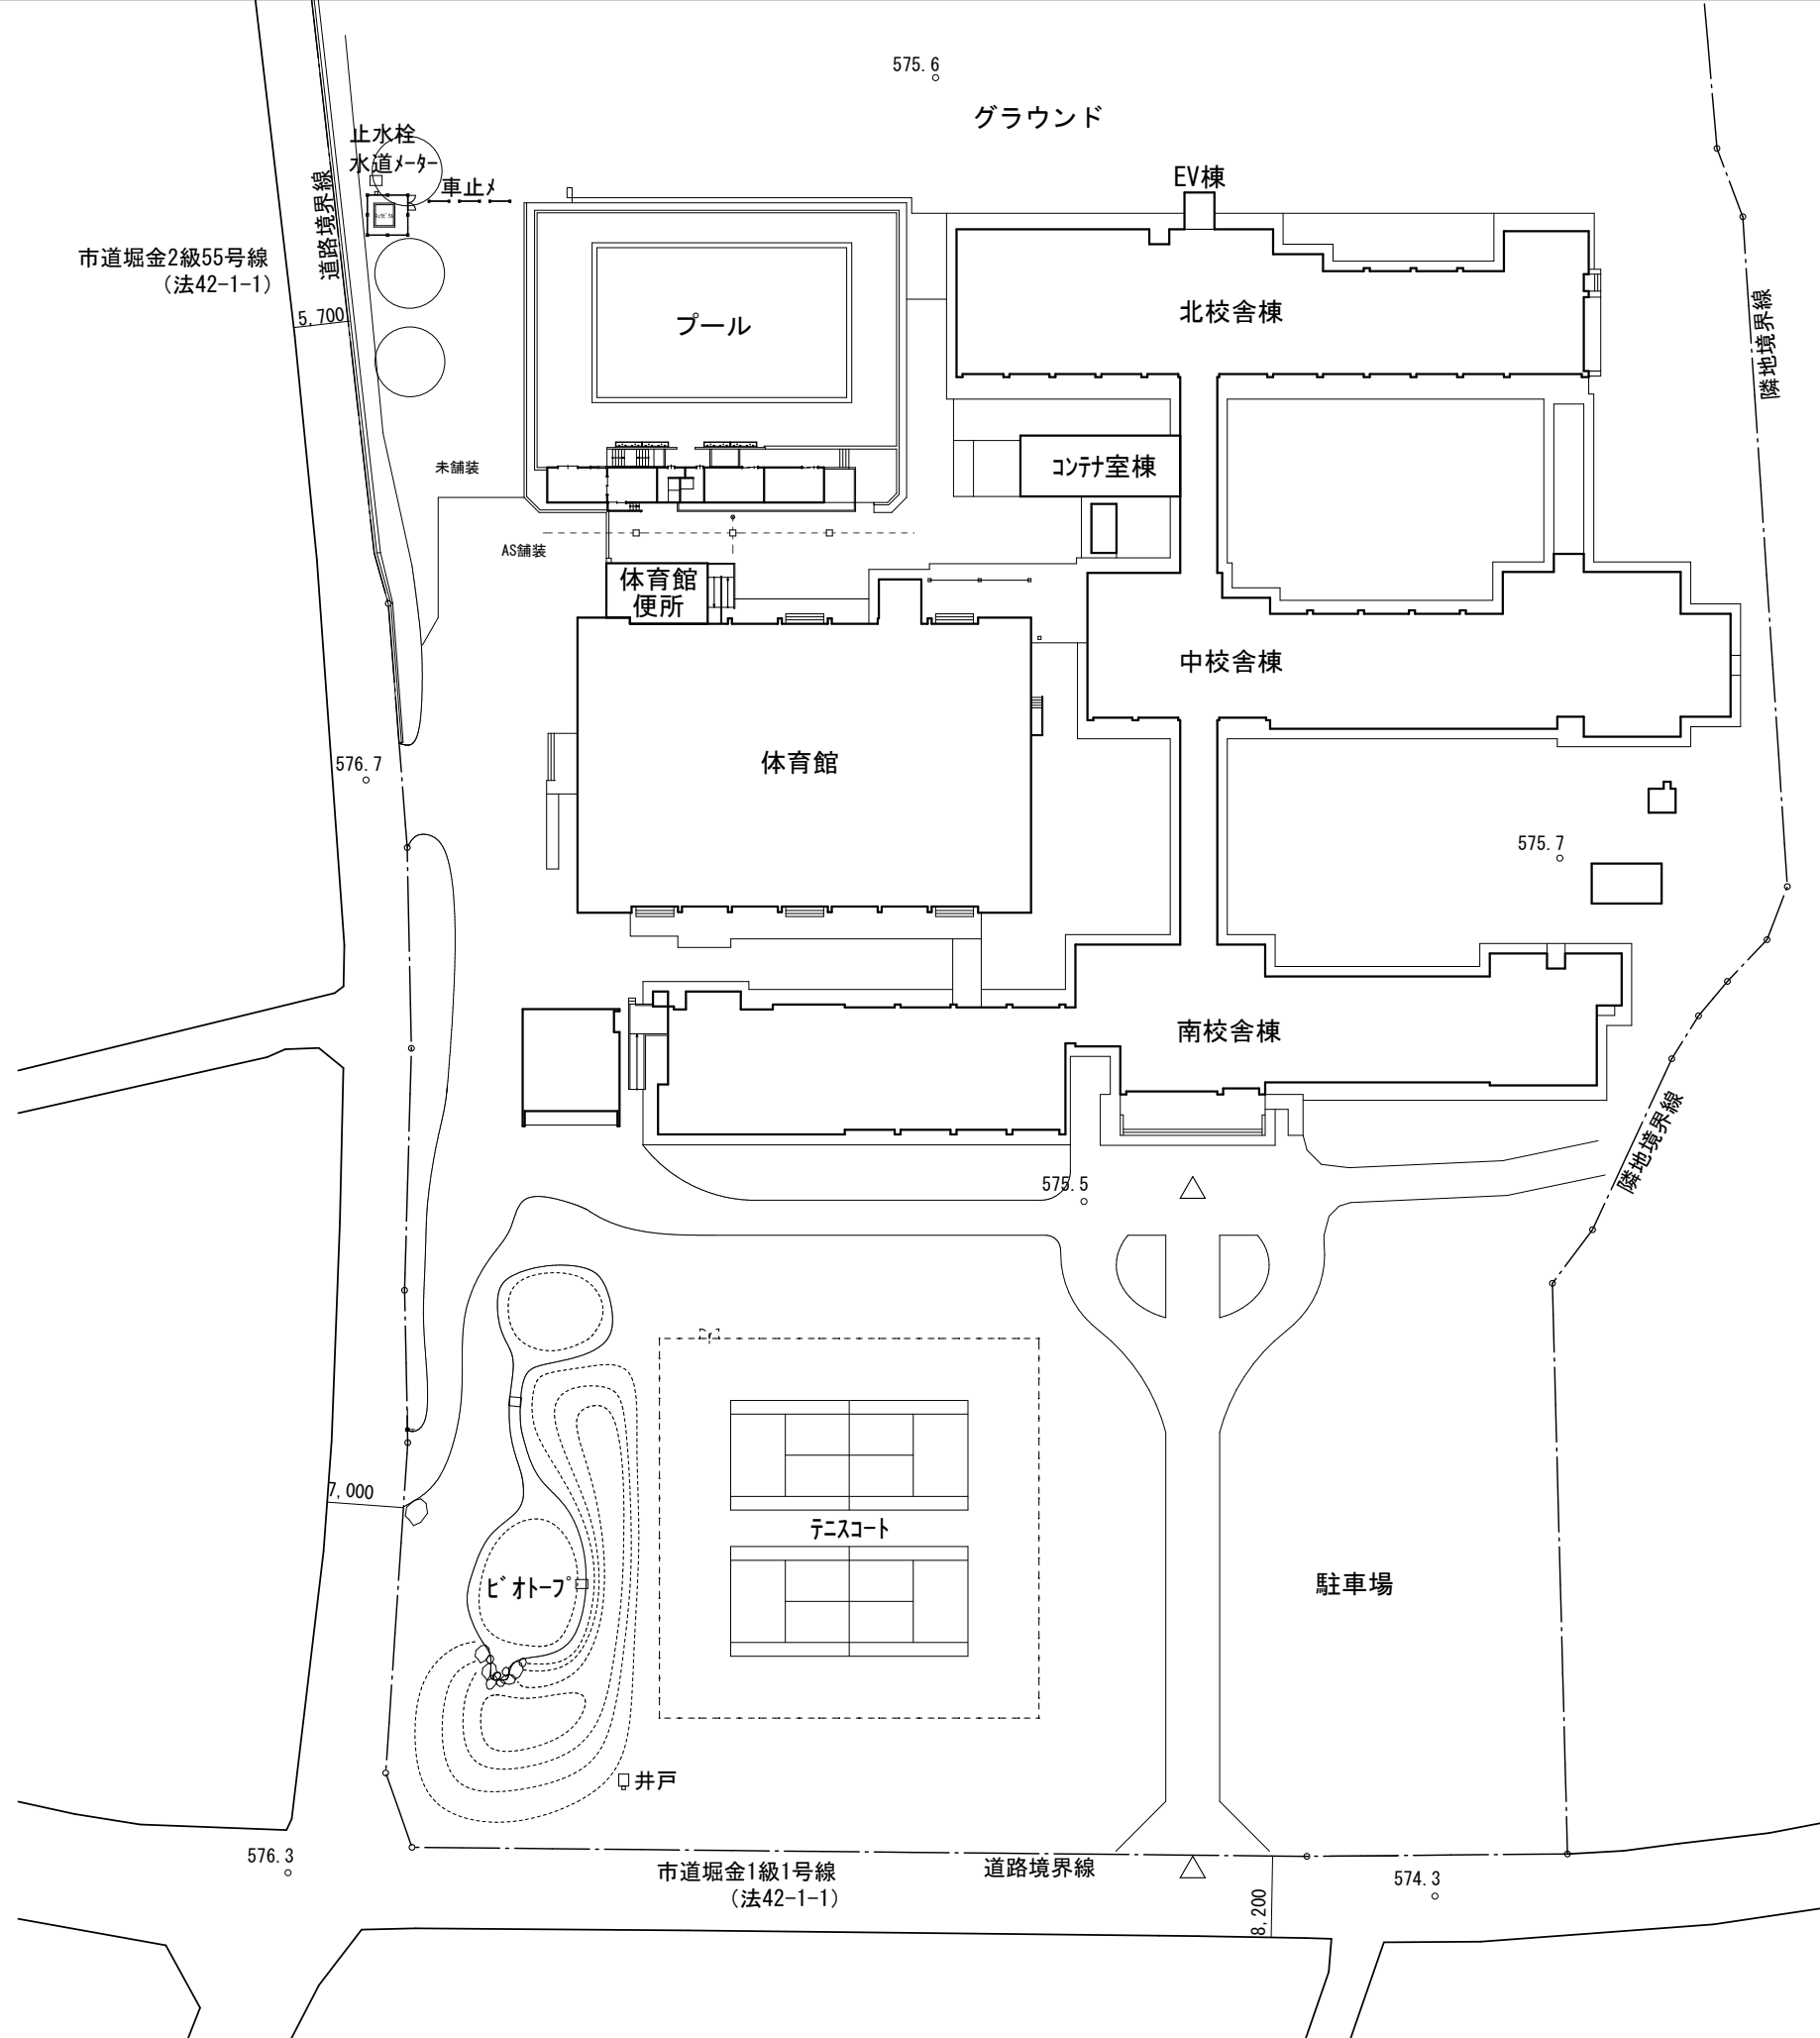 575.6
グラウンド
止水栓
水道ﾒｰﾀｰ
車止ﾒ
EV棟
道路境界線
市道堀金2級55号線
(法42-1-1)
5,700
プール
北校舎棟
隣地境界線
未舗装
コンテナ室棟
AS舗装
体育館
便所
中校舎棟
576.7
体育館
575.7
南校舎棟
隣地境界線
575.5
7,000
テニスコート
ﾋﾞｵﾄｰﾌﾟ
駐車場
井戸
576.3
市道堀金1級1号線
(法42-1-1)
道路境界線
574.3
8,200